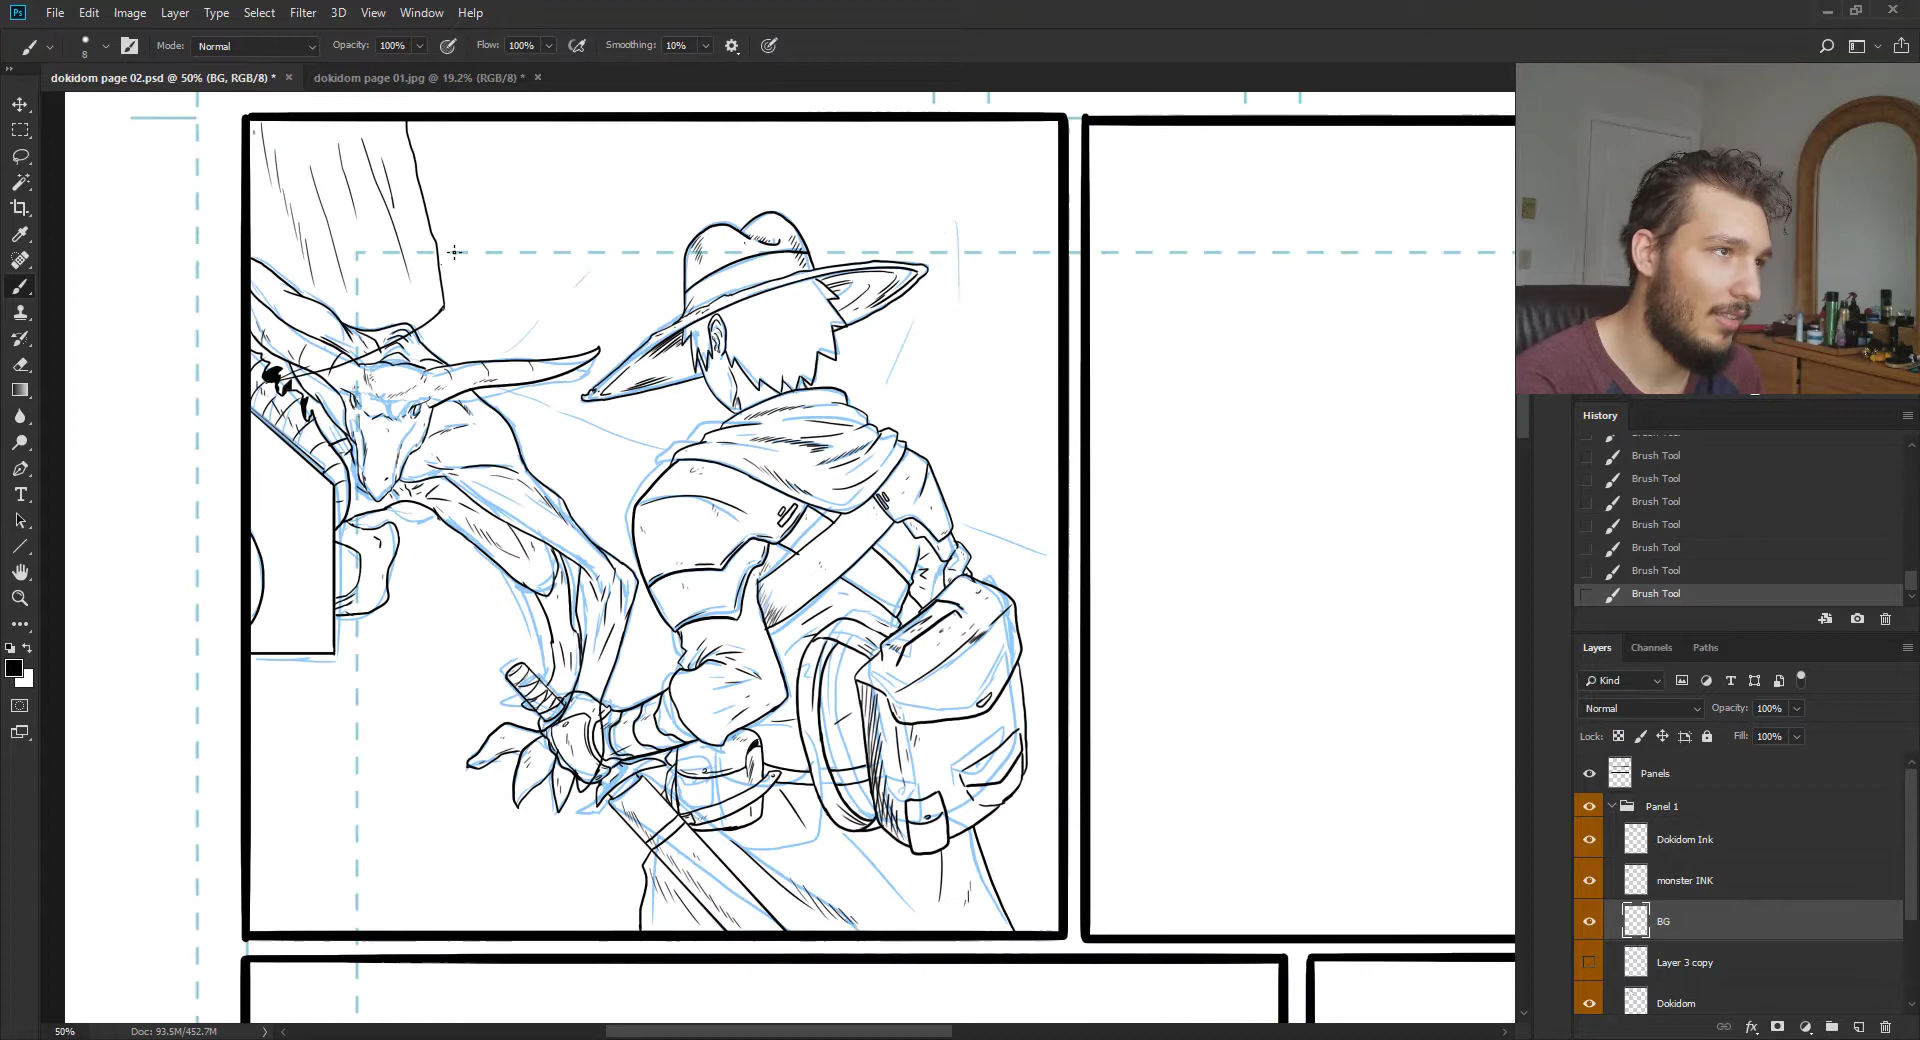 Ps File Edit Image Layer Type Select Filter 3D View Window Help
8 Mode: Normal Opacity: 100% Flow: 100% Smoothing: 10%
dokidom page 02.psd @ 50% (BG, RGB/8) * × dokidom page 01.jpg @ 19.2% (RGB/8) * ×
History
Brush Tool
Brush Tool
Brush Tool
Brush Tool
Brush Tool
Brush Tool
Brush Tool
Brush Tool
Layers Channels Paths
Kind
Normal Opacity: 100%
Lock: Fill: 100%
Panels
Panel 1
Dokidom Ink
monster INK
BG
Layer 3 copy
Dokidom
50% Doc: 93.5M/452.7M